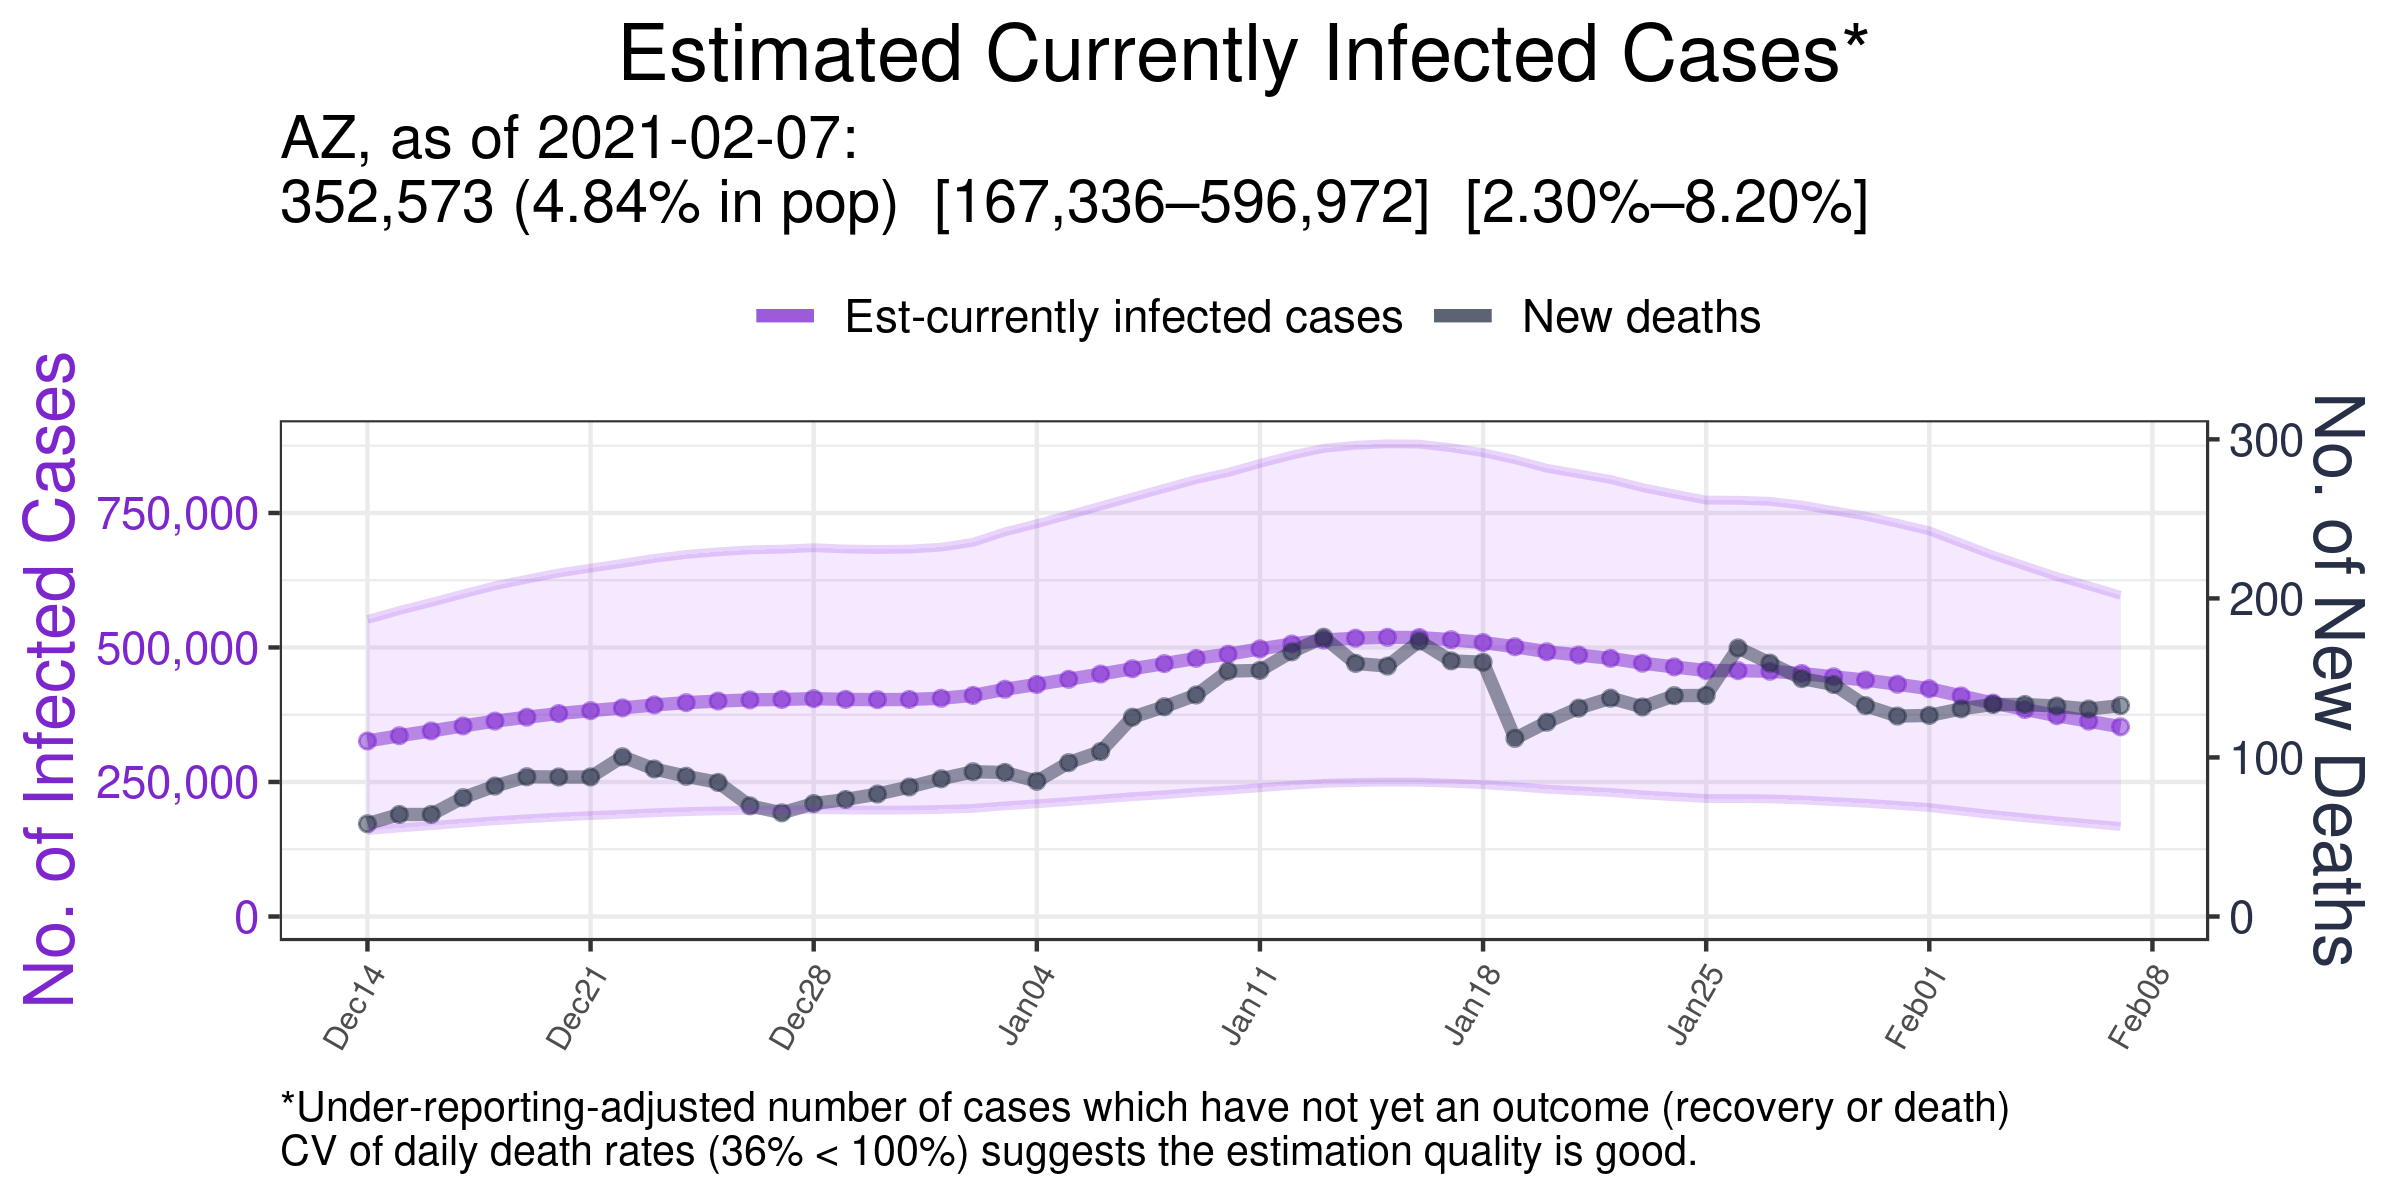 Estimated Currently Infected Cases*
AZ, as of 2021-02-07:
352,573 (4.84% in pop)  [167,336–596,972]  [2.30%–8.20%]
Est-currently infected cases
New deaths
No. of Infected Cases
750,000
500,000
250,000
0
300
200
100
0
No. of New Deaths
Dec14
Dec21
Dec28
Jan04
Jan11
Jan18
Jan25
Feb01
Feb08
*Under-reporting-adjusted number of cases which have not yet an outcome (recovery or death)
CV of daily death rates (36% < 100%) suggests the estimation quality is good.